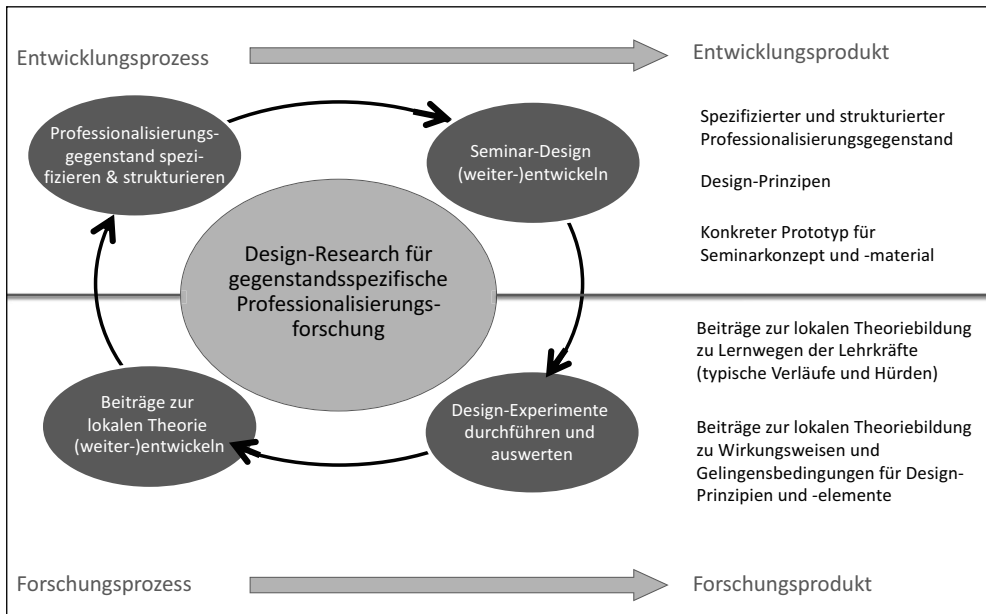 Entwicklungsprozess
Entwicklungsprodukt
Professionalisierungs-
gegenstand spezi-
fizieren & strukturieren
Seminar-Design
(weiter-)entwickeln
Spezifizierter und strukturierter
Professionalisierungsgegenstand
Design-Prinzipen
Konkreter Prototyp für
Seminarkonzept und -material
Design-Research für
gegenstandsspezifische
Professionalisierungs-
forschung
Beiträge zur
lokalen Theorie
(weiter-)entwickeln
Design-Experimente
durchführen und
auswerten
Beiträge zur lokalen Theoriebildung
zu Lernwegen der Lehrkräfte
(typische Verläufe und Hürden)
Beiträge zur lokalen Theoriebildung
zu Wirkungsweisen und
Gelingensbedingungen für Design-
Prinzipien und -elemente
Forschungsprozess
Forschungsprodukt